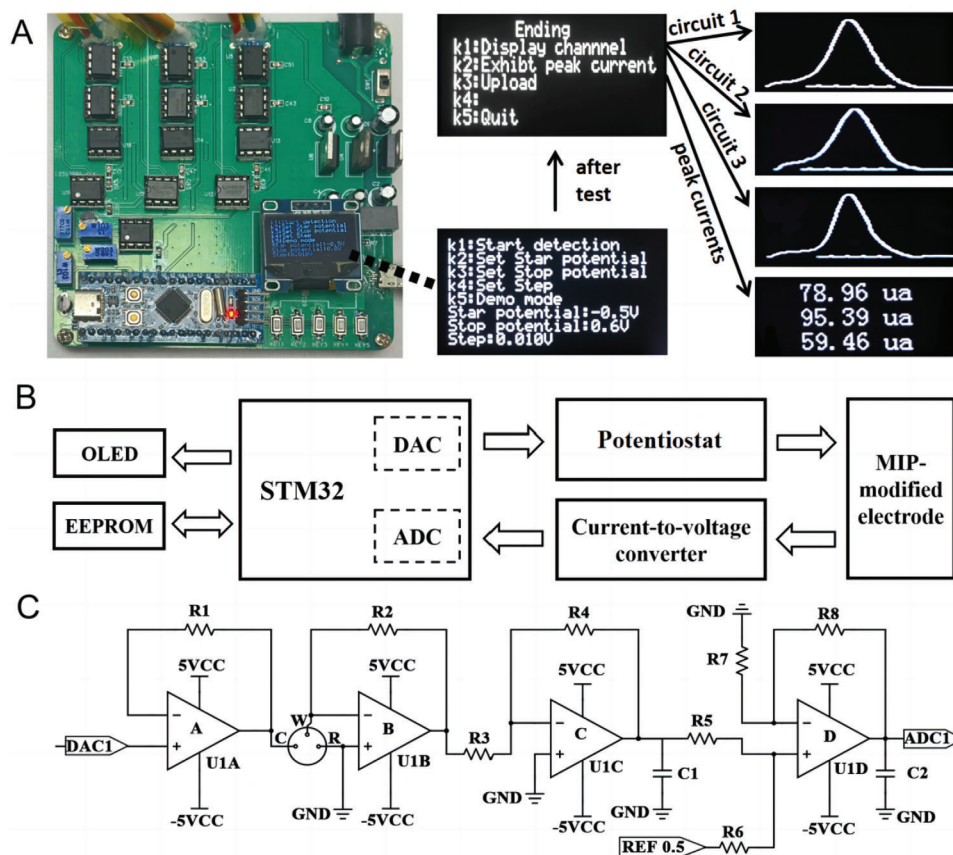 A
Ending
k1:Display channnel
k2:Exhibt peak current
k3:Upload
k4:
k5:Quit
circuit 1
circuit 2
circuit 3
peak currents
after
test
k1:Start detection
k2:Set Star potential
k3:Set Stop potential
k4:Set Step
k5:Demo mode
Star potential:-0.5V
Stop potential:0.6V
Step:0.010V
78.96 ua
95.39 ua
59.46 ua
KEY1 KEY2 KEY3 KEY4 KEY5
B
OLED
EEPROM
STM32
DAC
ADC
Potentiostat
Current-to-voltage
converter
MIP-
modified
electrode
C
R1
R2
R4
GND
R8
R7
5VCC
5VCC
5VCC
5VCC
DAC1
A
U1A
C
W
R
B
U1B
R3
C
U1C
R5
D
U1D
ADC1
GND
GND
C1
C2
-5VCC
-5VCC
-5VCC
-5VCC
GND
GND
REF 0.5
R6